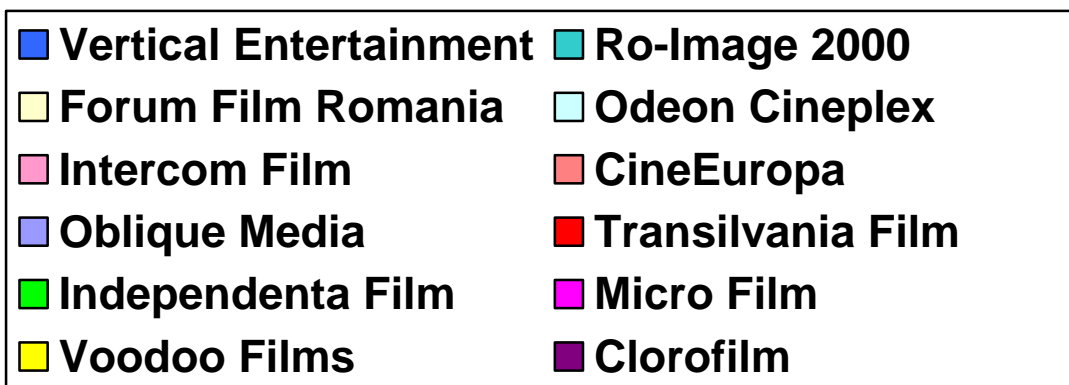 Vertical Entertainment Ro-Image 2000
Forum Film Romania Odeon Cineplex
Intercom Film CineEuropa
Oblique Media Transilvania Film
Independenta Film Micro Film
Voodoo Films Clorofilm